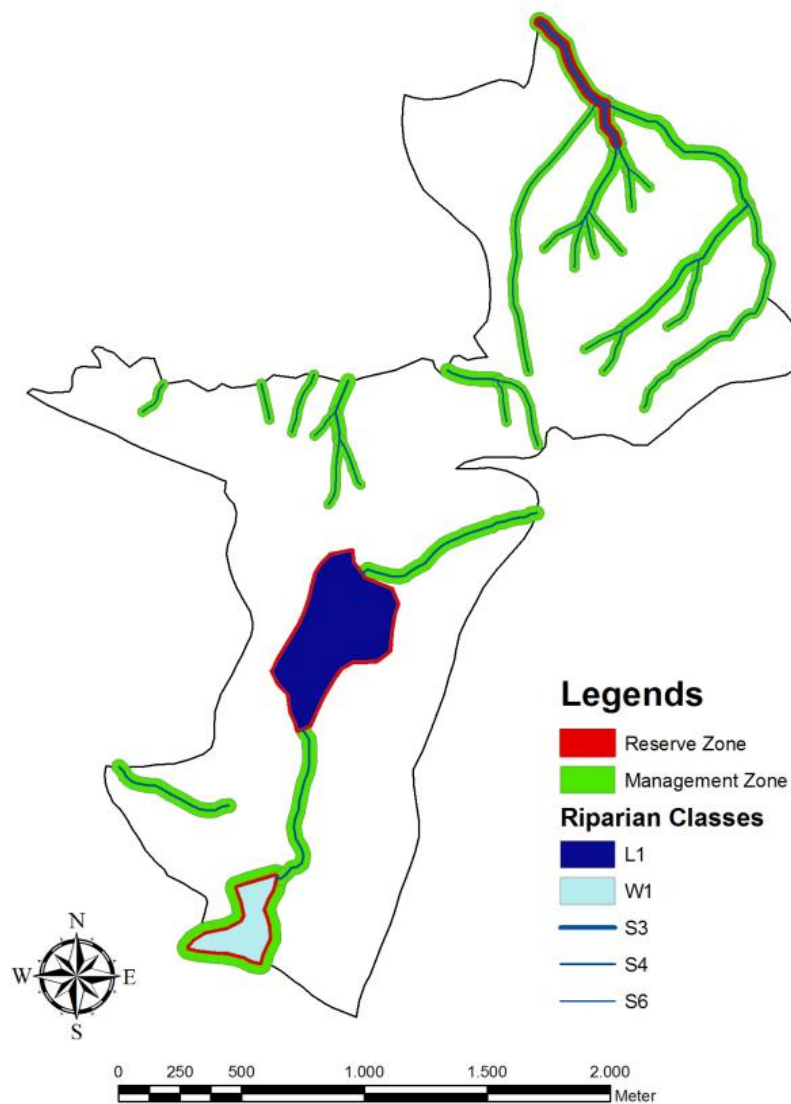 Legends
Reserve Zone
Management Zone
Riparian Classes
L1
W1
S3
S4
S6
N
W E
S
0 250 500 1.000 1.500 2.000
Meter